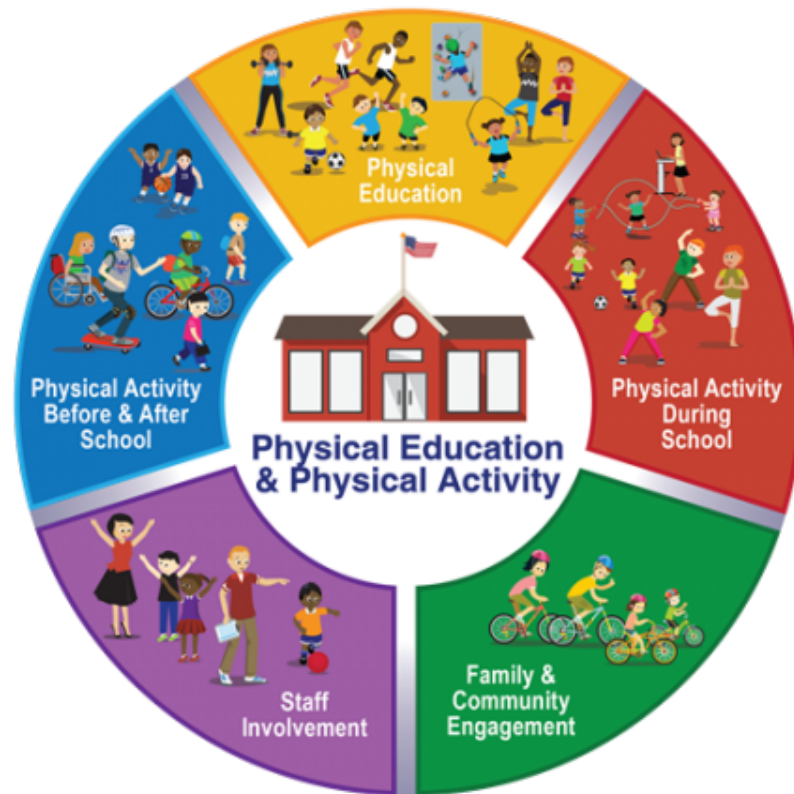 Physical
Education
Physical Activity
Before & After
School
Physical Activity
During
School
Physical Education
& Physical Activity
Staff
Involvement
Family &
Community
Engagement